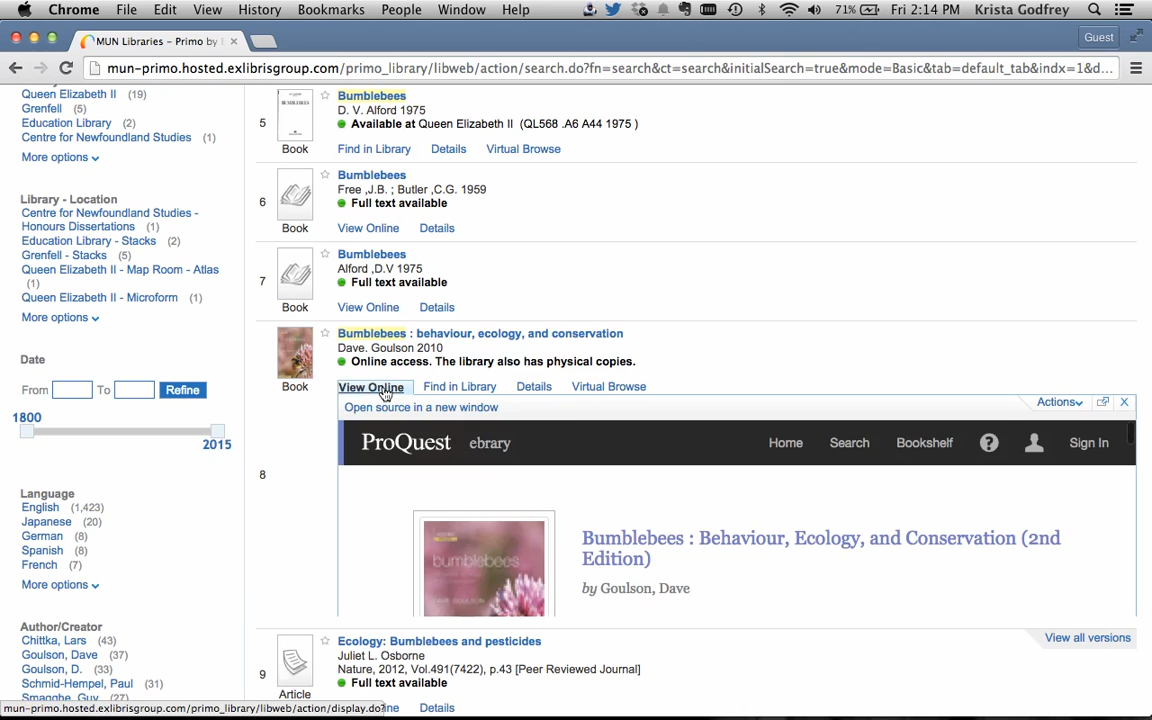 Chrome File Edit View History Bookmarks People Window Help 71% Fri 2:14 PM Krista Godfrey
MUN Libraries - Primo by Guest
mun-primo.hosted.exlibrisgroup.com/primo_library/libweb/action/search.do?fn=search&ct=search&initialSearch=true&mode=Basic&tab=default_tab&indx=1&d...
Queen Elizabeth II (19)
Grenfell (5)
Education Library (2)
Centre for Newfoundland Studies (1)
More options
Library - Location
Centre for Newfoundland Studies -
Honours Dissertations (1)
Education Library - Stacks (2)
Grenfell - Stacks (5)
Queen Elizabeth II - Map Room - Atlas
(1)
Queen Elizabeth II - Microform (1)
More options
Date
From To Refine
1800
2015
Language
English (1,423)
Japanese (20)
German (8)
Spanish (8)
French (7)
More options
Author/Creator
Chittka, Lars (43)
Goulson, Dave (37)
Goulson, D. (33)
Schmid-Hempel, Paul (31)
Smagghe, Guy (27)
mun-primo.hosted.exlibrisgroup.com/primo_library/libweb/action/display.do?
5
BUMBLEBEES
Book
Bumblebees
D. V. Alford 1975
Available at Queen Elizabeth II (QL568 .A6 A44 1975 )
Find in Library Details Virtual Browse
6
Book
Bumblebees
Free ,J.B. ; Butler ,C.G. 1959
Full text available
View Online Details
7
Book
Bumblebees
Alford ,D.V 1975
Full text available
View Online Details
8
Book
Bumblebees : behaviour, ecology, and conservation
Dave. Goulson 2010
Online access. The library also has physical copies.
View Online Find in Library Details Virtual Browse
Open source in a new window Actions X
ProQuest ebrary Home Search Bookshelf ? Sign In
bumblebees
DAVE GOULSON
Bumblebees : Behaviour, Ecology, and Conservation (2nd
Edition)
by Goulson, Dave
9
Article
Ecology: Bumblebees and pesticides
View all versions
Juliet L. Osborne
Nature, 2012, Vol.491(7422), p.43 [Peer Reviewed Journal]
Full text available
ne Details